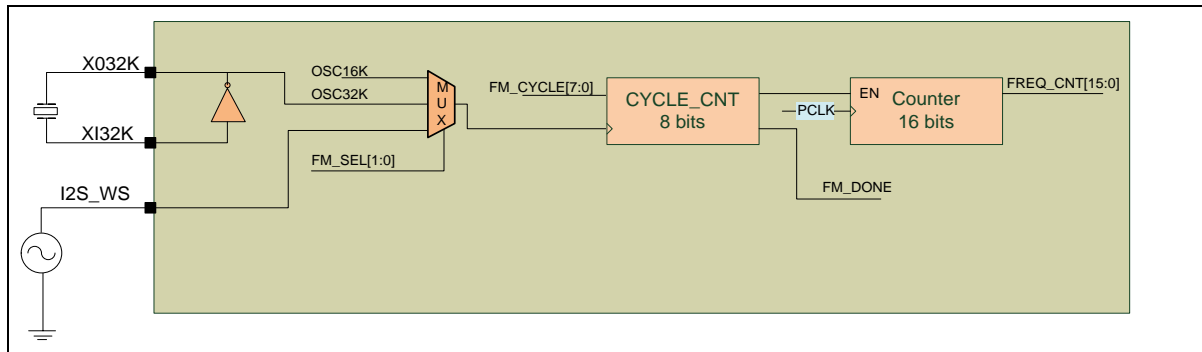 X032K
XI32K
I2S_WS
OSC16K
OSC32K
MUX
FM_SEL[1:0]
FM_CYCLE[7:0]
CYCLE_CNT
8 bits
PCLK
EN
Counter
16 bits
FREQ_CNT[15:0]
FM_DONE